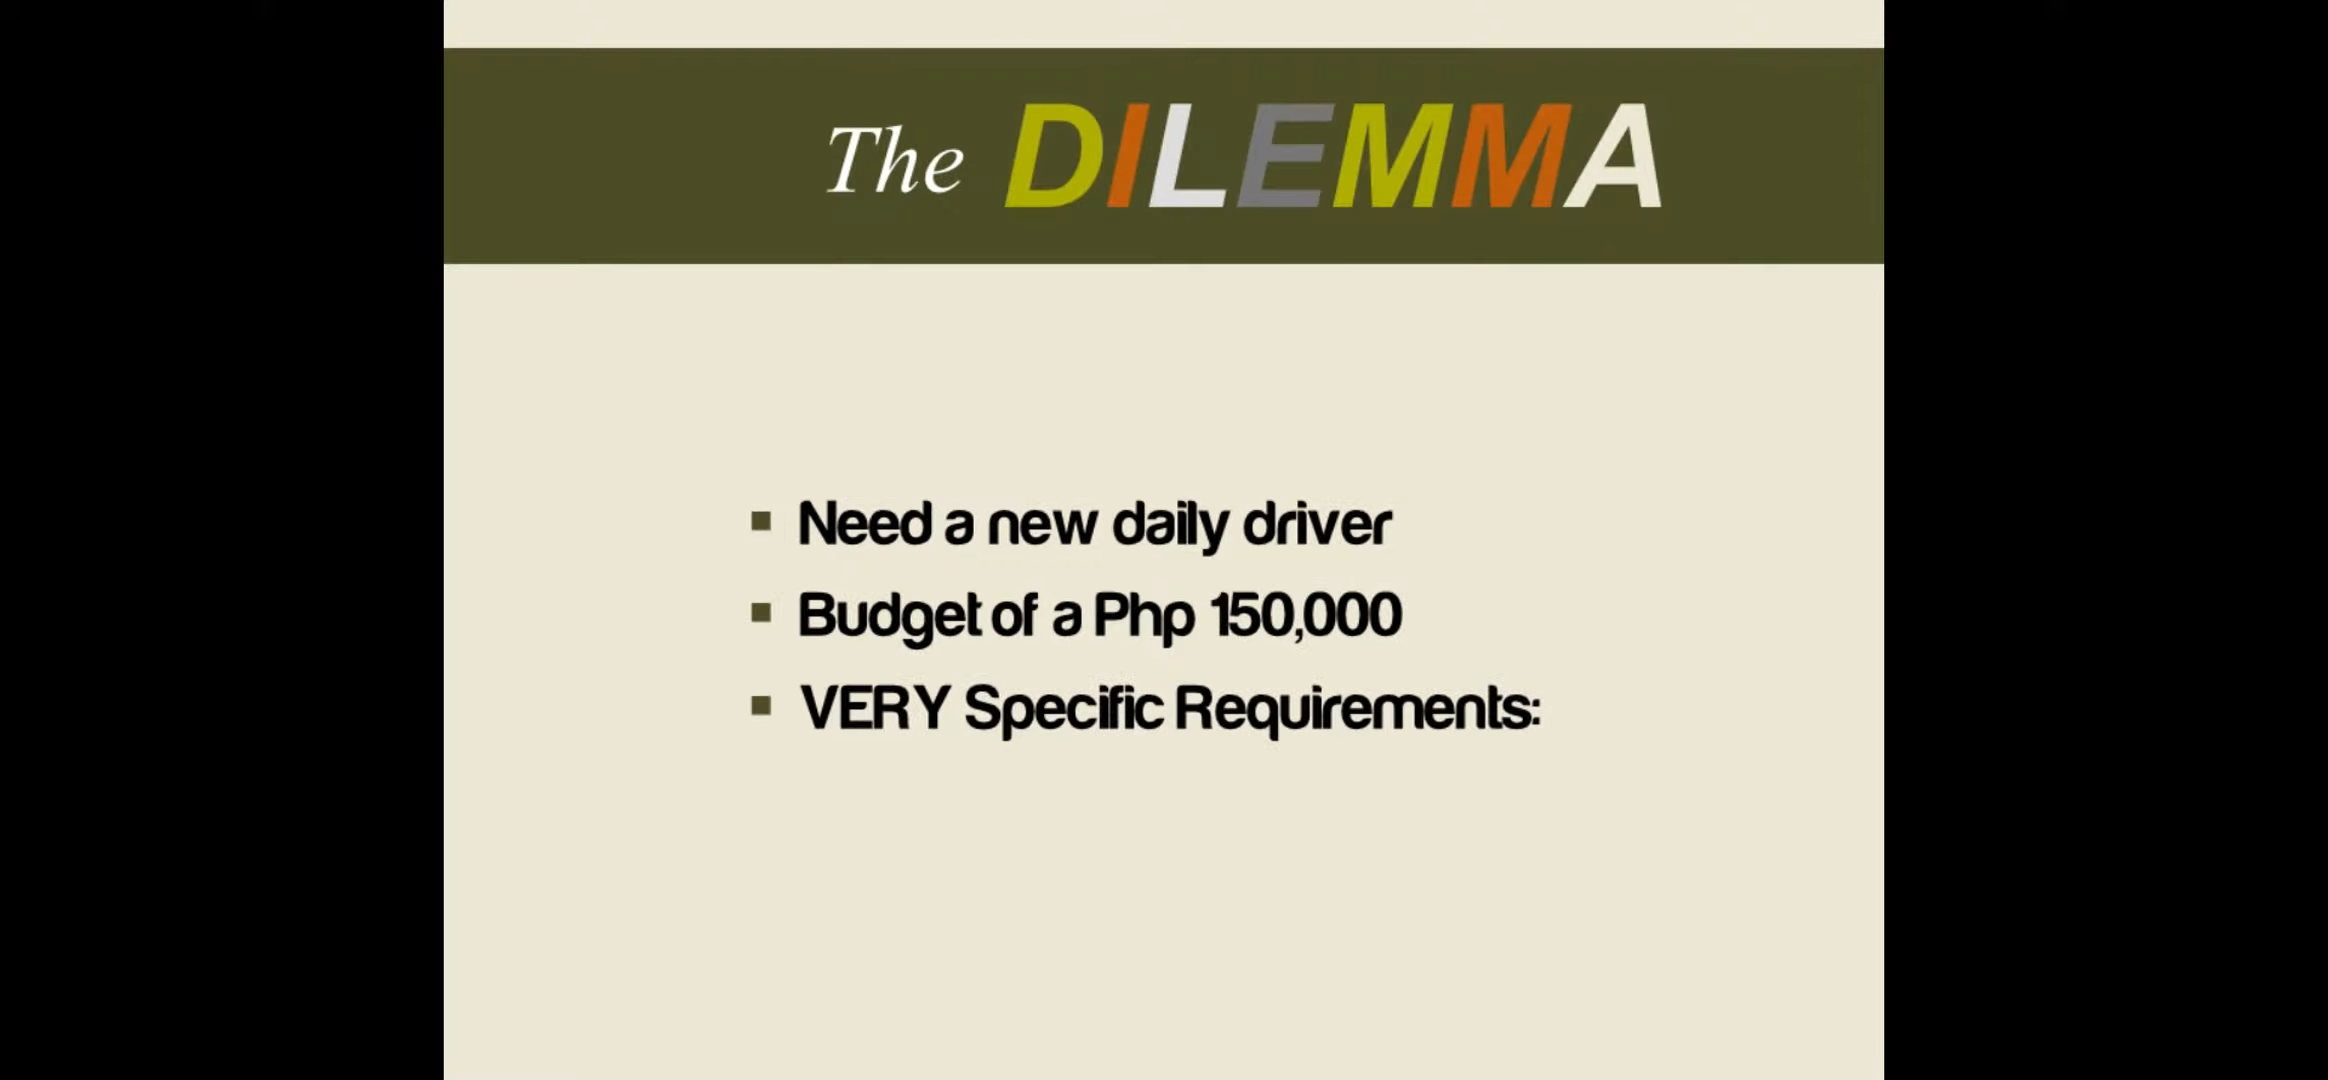 The DILEMMA
Need a new daily driver
Budget of a Php 150,000
VERY Specific Requirements: